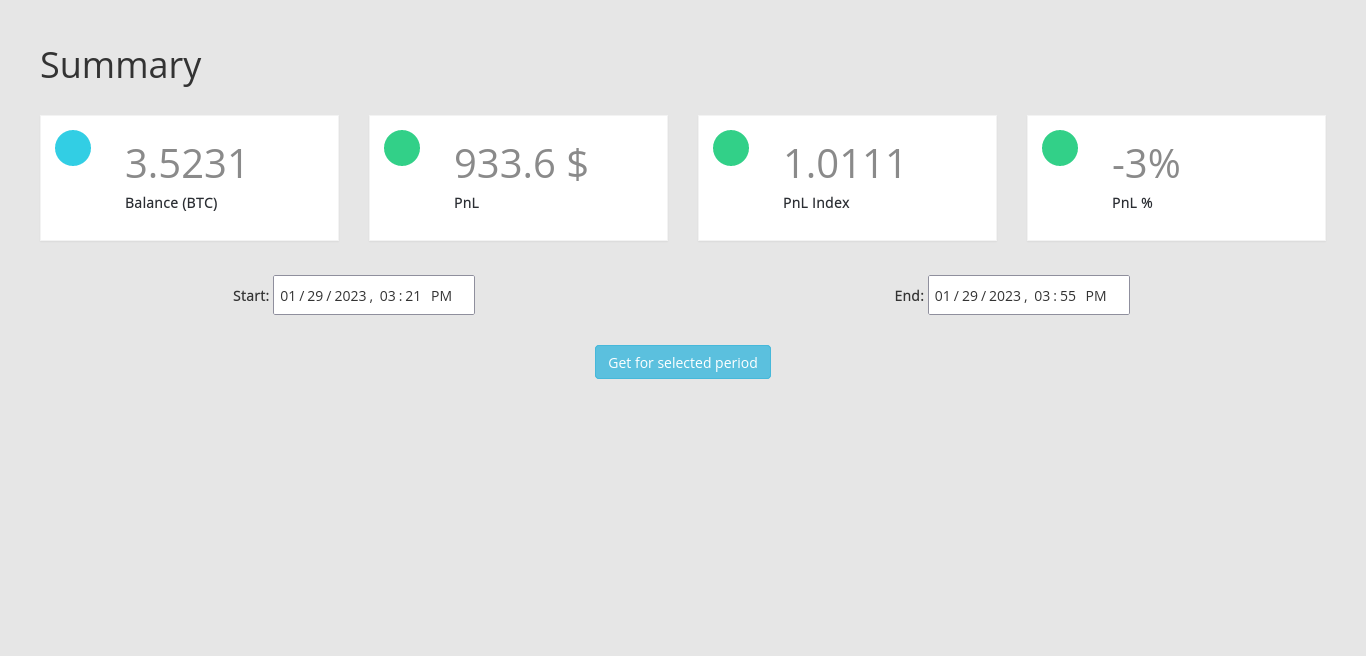 Summary
3.5231
Balance (BTC)
933.6 $
PnL
1.0111
PnL Index
-3%
PnL %
Start: 01/29/2023, 03:21 PM
End: 01/29/2023, 03:55 PM
Get for selected period